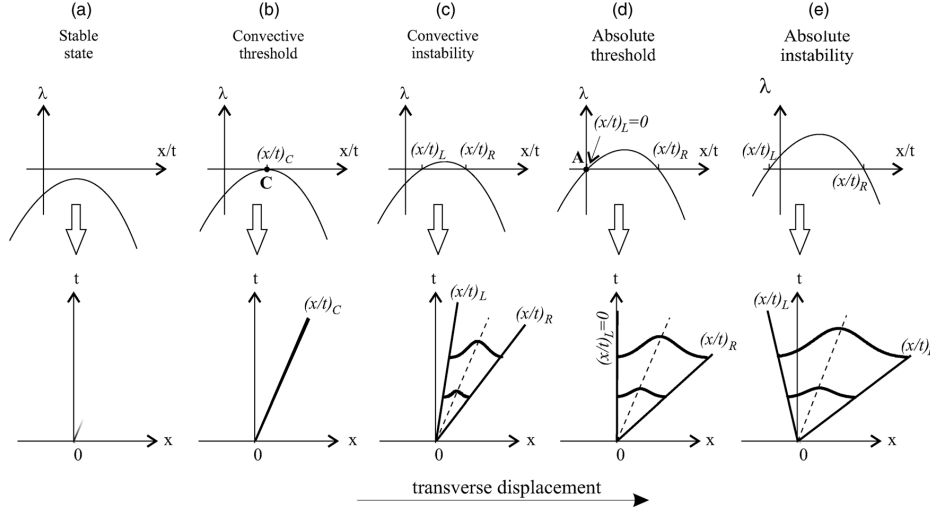 (a)
Stable
state
λ
x/t
t
x
0
(b)
Convective
threshold
λ
x/t
(x/t)C
C
t
(x/t)C
x
0
(c)
Convective
instability
λ
x/t
(x/t)L
(x/t)R
t
(x/t)L
(x/t)R
x
0
(d)
Absolute
threshold
λ
(x/t)L=0
A
(x/t)R
x/t
t
(x/t)L=0
(x/t)R
x
0
(e)
Absolute
instability
λ
x/t
(x/t)L
(x/t)R
t
(x/t)L
x
0
transverse displacement